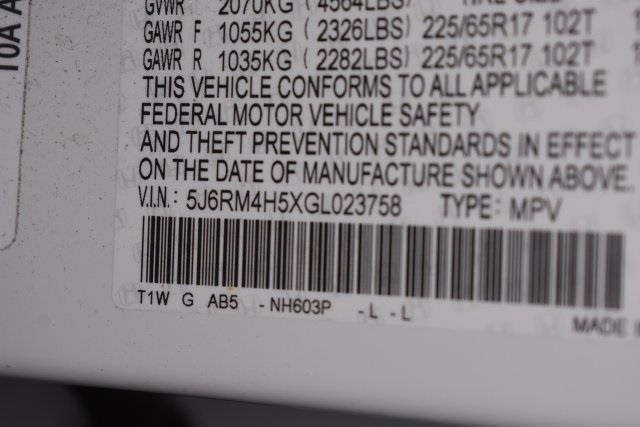 GVWR 2070KG (4564LBS)
GAWR F 1055KG (2326LBS) 225/65R17 102T
GAWR R 1035KG (2282LBS) 225/65R17 102T
THIS VEHICLE CONFORMS TO ALL APPLICABLE
FEDERAL MOTOR VEHICLE SAFETY
AND THEFT PREVENTION STANDARDS IN EFFECT
ON THE DATE OF MANUFACTURE SHOWN ABOVE.
V.I.N.: 5J6RM4H5XGL023758 TYPE: MPV
T1W G AB5 - NH603P - L - L
MADE